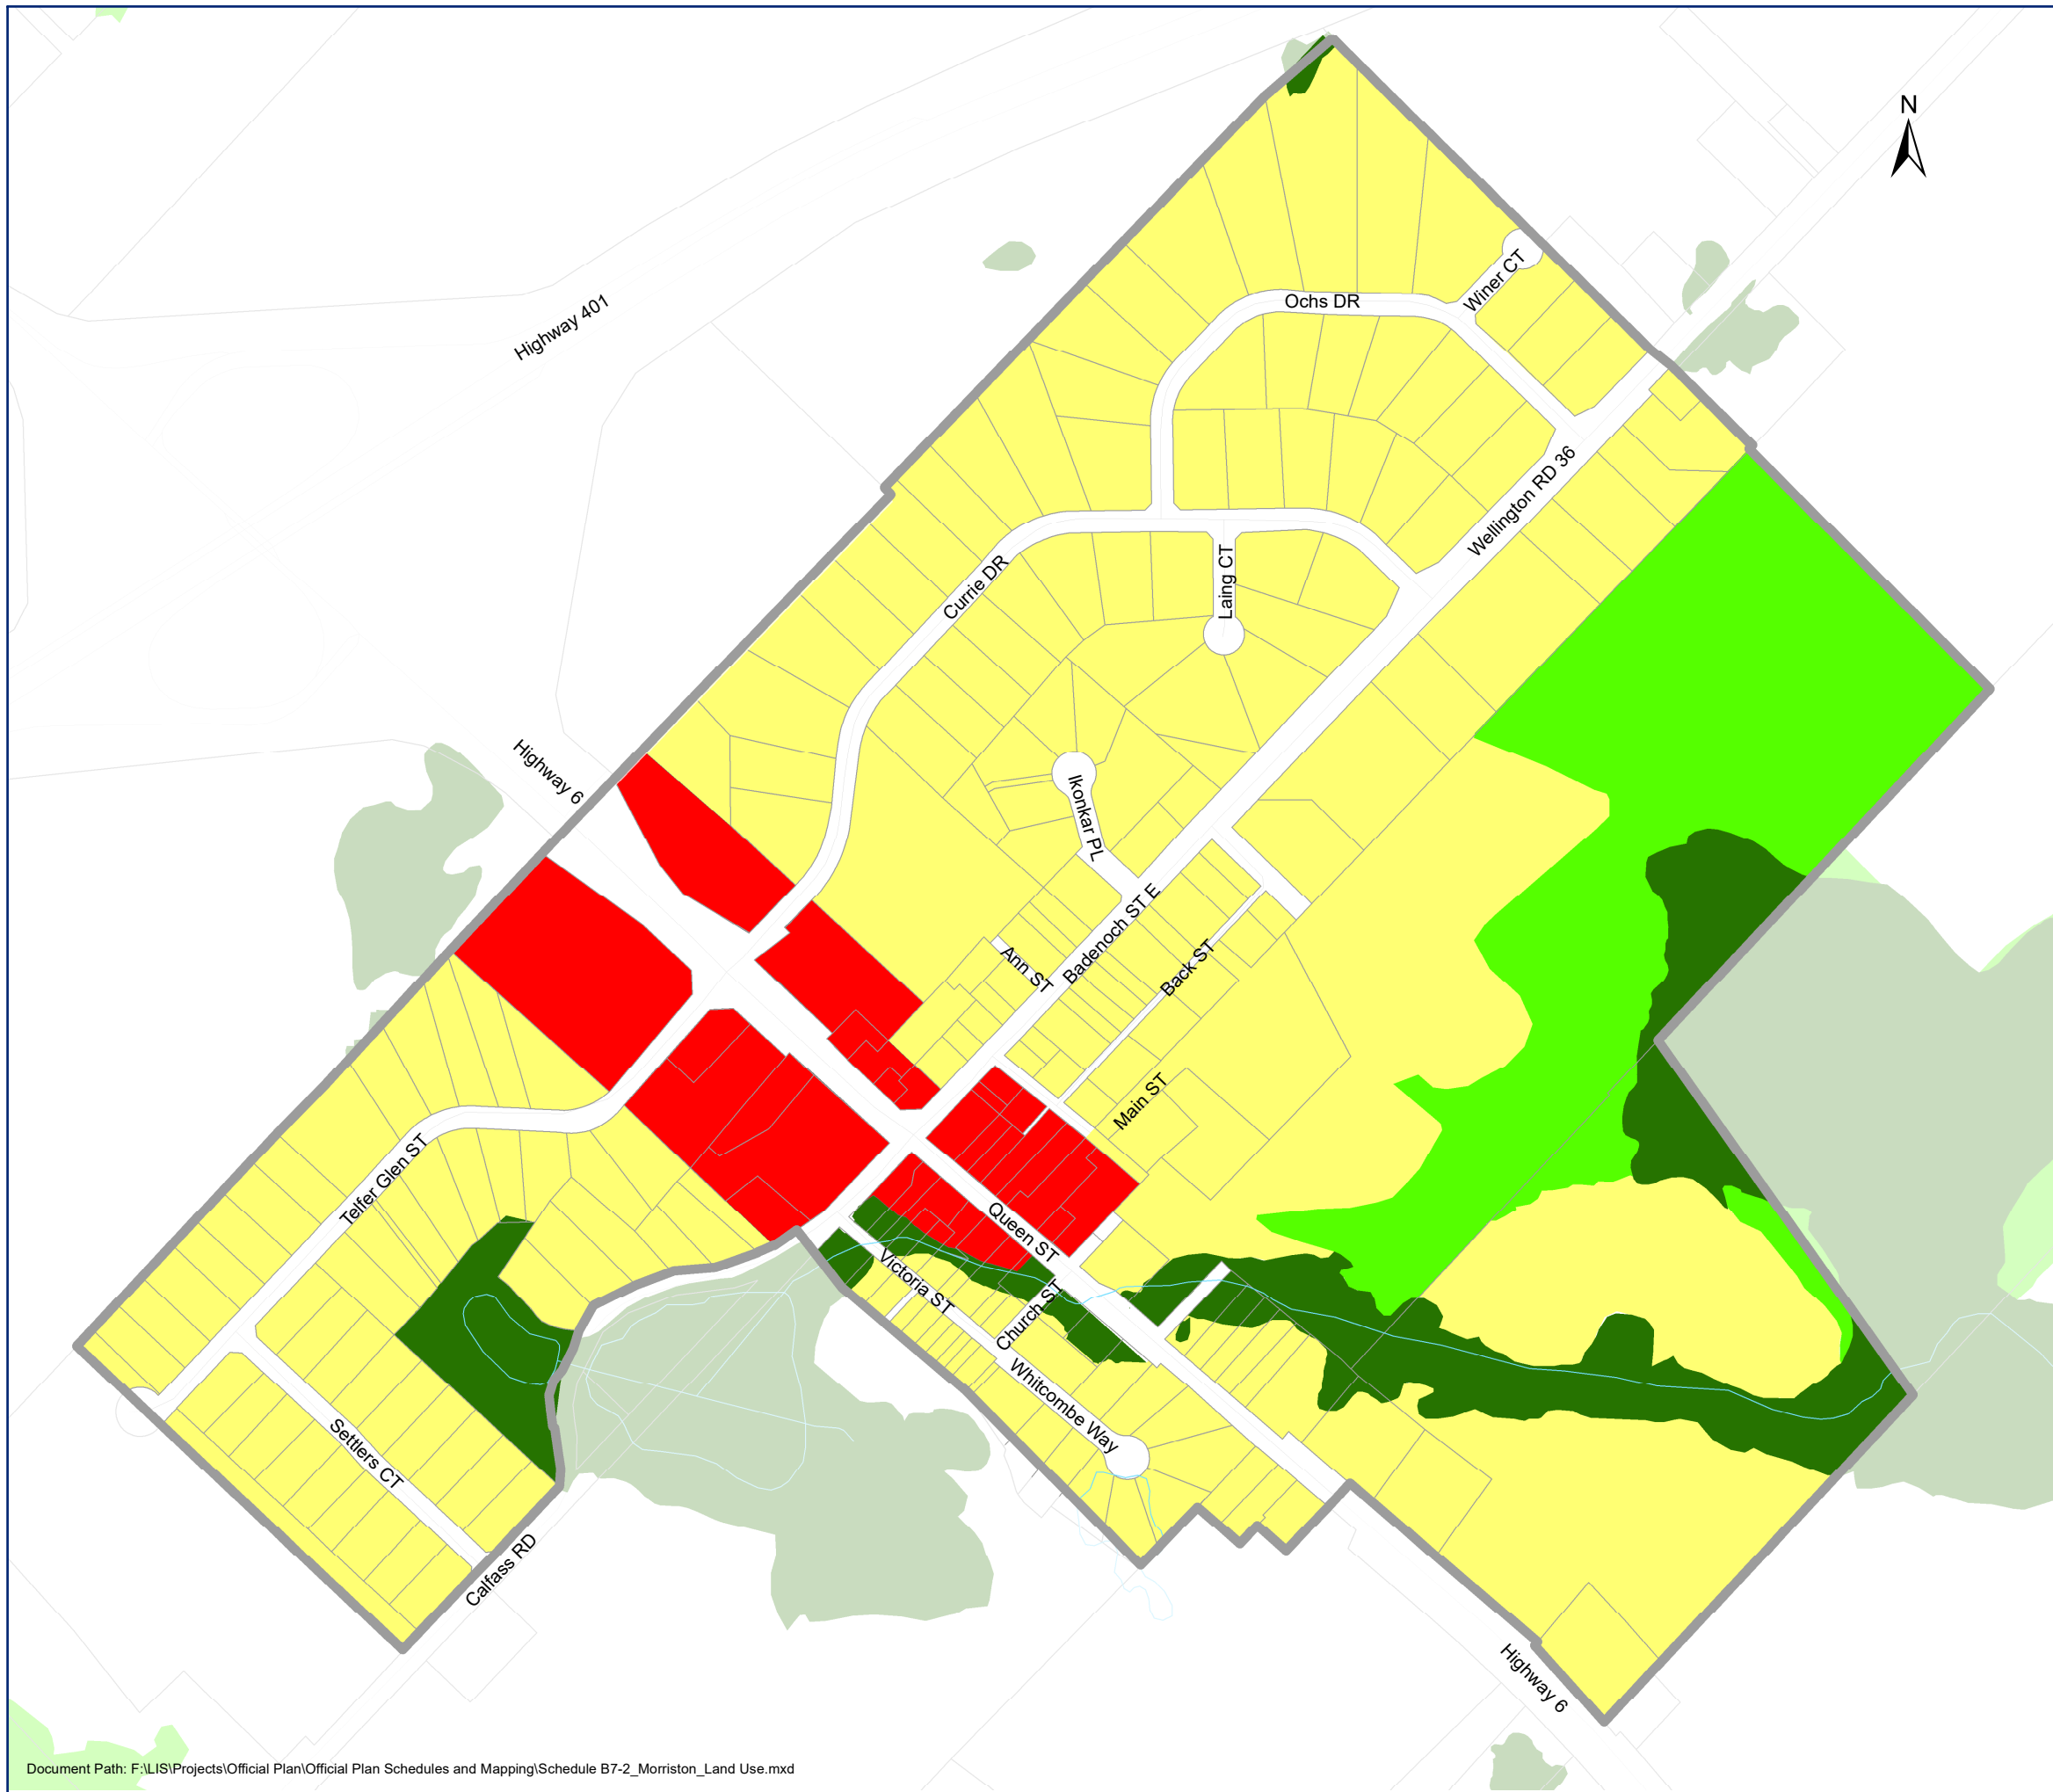 N
Winer CT
Ochs DR
Highway 401
Wellington RD 36
Currie DR
Laing CT
Highway 6
Ikonkar PL
Badenoch ST E
Ann ST
Back ST
Main ST
Telfer Glen ST
Queen ST
Victoria ST
Church ST
Whitcombe Way
Settlers CT
Calfass RD
Highway 6
Document Path: F:\LIS\Projects\Official Plan\Official Plan Schedules and Mapping\Schedule B7-2_Morriston_Land Use.mxd